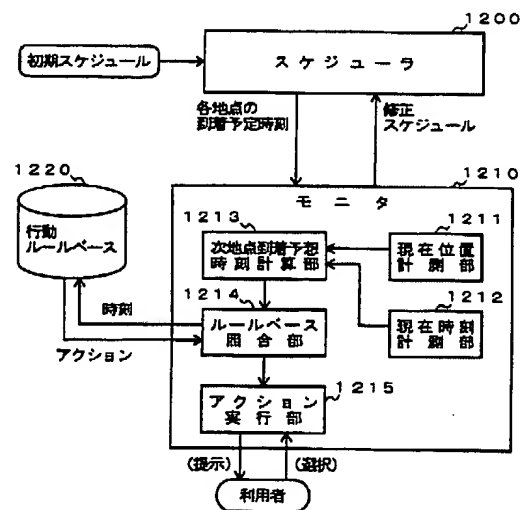 1200
初期スケジュール
スケジューラ
各地点の
到着予定時刻
修正
スケジュール
1220
1210
モニタ
行動
ルールベース
1213
次地点到着予想
時刻計算部
1211
現在位置
計測部
1212
現在時刻
計測部
時刻
1214
ルールベース
照合部
アクション
1215
アクション
実行部
(提示)
(選択)
利用者